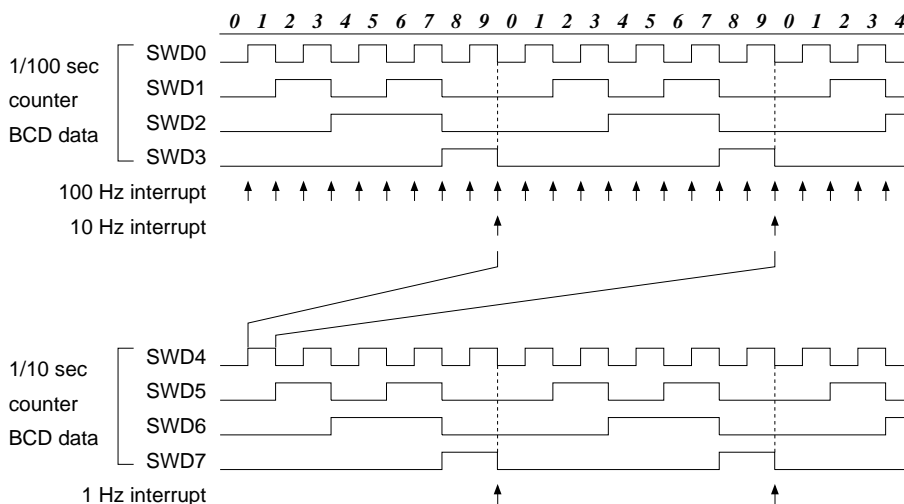 0 1 2 3 4 5 6 7 8 9 0 1 2 3 4 5 6 7 8 9 0 1 2 3 4
1/100 sec
counter
BCD data
SWD0
SWD1
SWD2
SWD3
100 Hz interrupt
10 Hz interrupt
1/10 sec
counter
BCD data
SWD4
SWD5
SWD6
SWD7
1 Hz interrupt